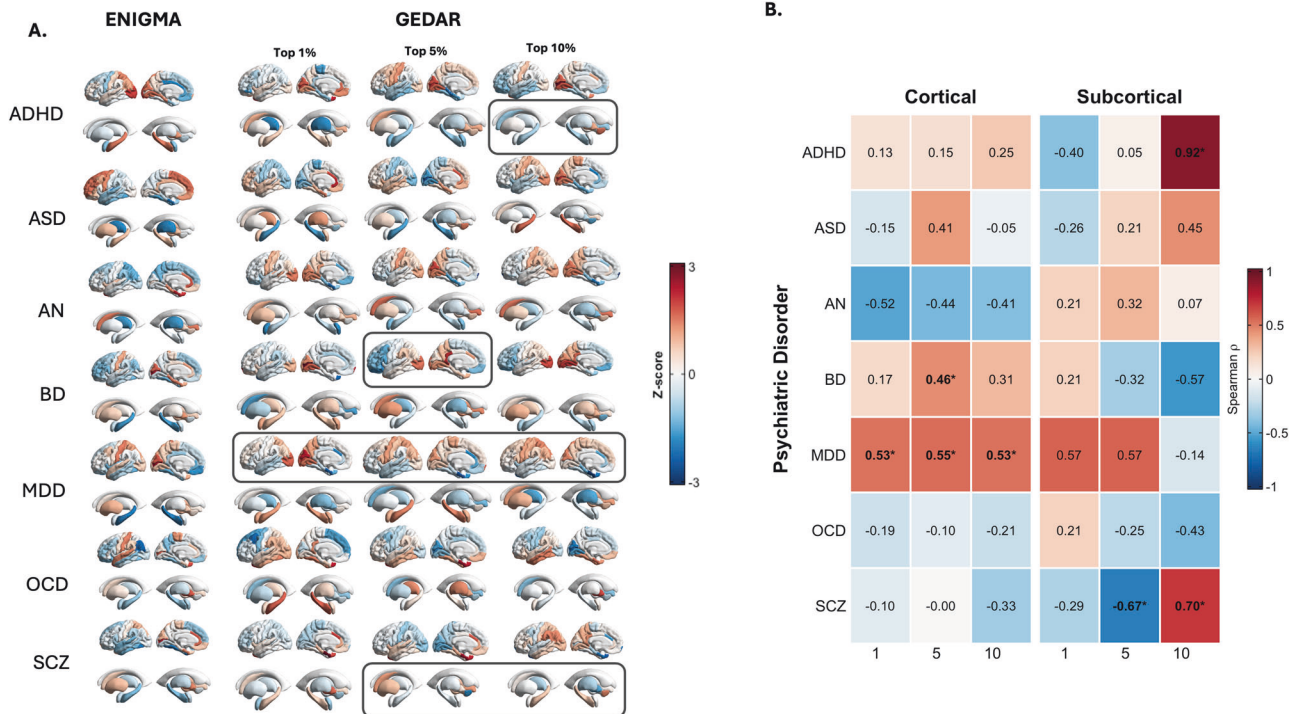 A.
ENIGMA
GEDAR
Top 1%
Top 5%
Top 10%
ADHD
ASD
AN
BD
MDD
OCD
SCZ
3
0
-3
Z-score
B.
Cortical
Subcortical
Psychiatric Disorder
ADHD 0.13 0.15 0.25 -0.40 0.05 0.92*
ASD -0.15 0.41 -0.05 -0.26 0.21 0.45
AN -0.52 -0.44 -0.41 0.21 0.32 0.07
BD 0.17 0.46* 0.31 0.21 -0.32 -0.57
MDD 0.53* 0.55* 0.53* 0.57 0.57 -0.14
OCD -0.19 -0.10 -0.21 0.21 -0.25 -0.43
SCZ -0.10 -0.00 -0.33 -0.29 -0.67* 0.70*
1 5 10 1 5 10
1
0.5
0
-0.5
-1
Spearman ρ